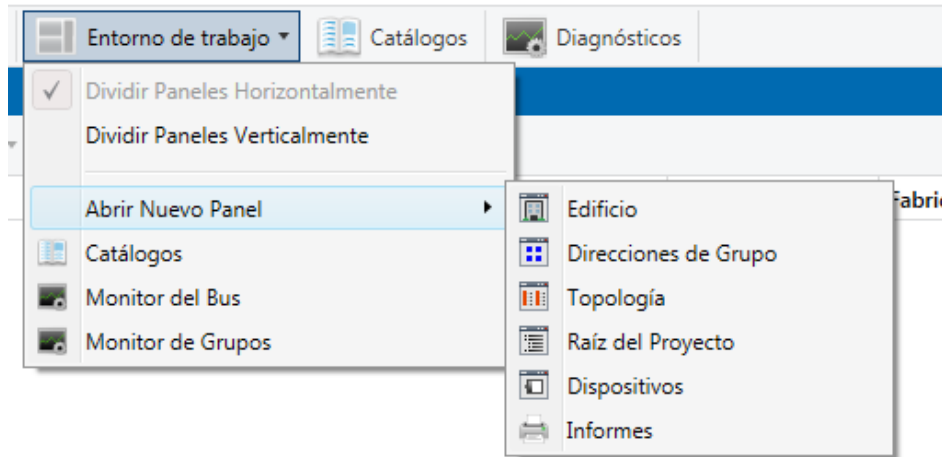 Entorno de trabajo Catálogos Diagnósticos
Dividir Paneles Horizontalmente
Dividir Paneles Verticalmente
Abrir Nuevo Panel
Catálogos
Monitor del Bus
Monitor de Grupos
Edificio
Direcciones de Grupo
Topología
Raíz del Proyecto
Dispositivos
Informes